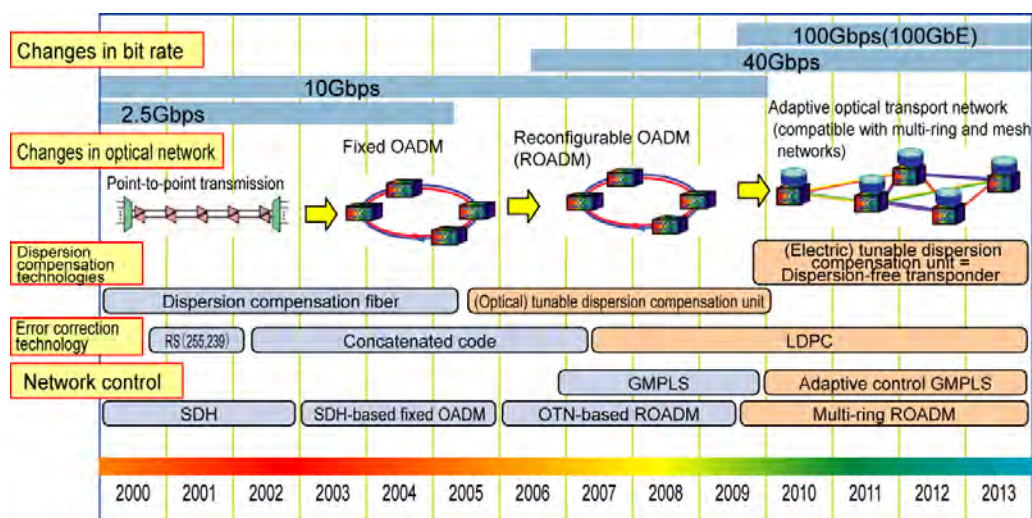 Changes in bit rate
100Gbps(100GbE)
40Gbps
10Gbps
2.5Gbps
Changes in optical network
Point-to-point transmission
Fixed OADM
Reconfigurable OADM
(ROADM)
Adaptive optical transport network
(compatible with multi-ring and mesh
networks)
Dispersion
compensation
technologies
(Electric) tunable dispersion
compensation unit =
Dispersion-free transponder
Dispersion compensation fiber
(Optical) tunable dispersion compensation unit
Error correction
technology
RS(255,239)
Concatenated code
LDPC
Network control
GMPLS
Adaptive control GMPLS
SDH
SDH-based fixed OADM
OTN-based ROADM
Multi-ring ROADM
2000 2001 2002 2003 2004 2005 2006 2007 2008 2009 2010 2011 2012 2013